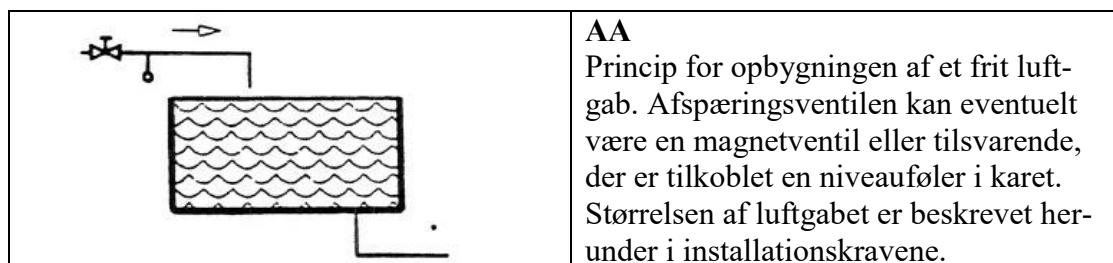 AA
Princip for opbygningen af et frit luft-
gab. Afspæringsventilen kan eventuelt
være en magnetventil eller tilsvarende,
der er tilkoblet en niveauføler i karet.
Størrelsen af luftgabet er beskrevet her-
under i installationskravene.